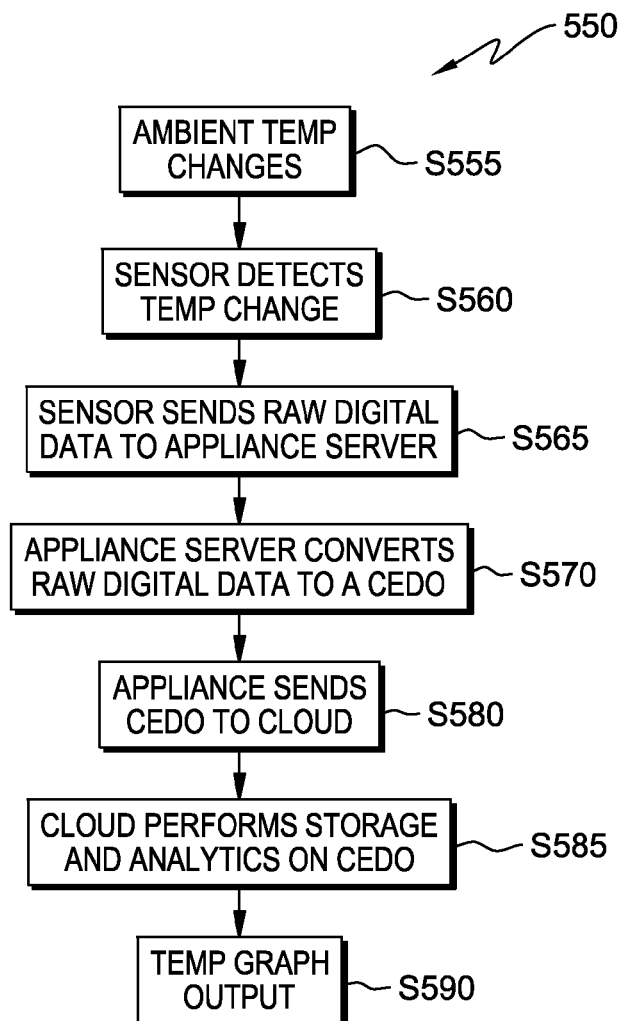 550
AMBIENT TEMP
CHANGES
S555
SENSOR DETECTS
TEMP CHANGE
S560
SENSOR SENDS RAW DIGITAL
DATA TO APPLIANCE SERVER
S565
APPLIANCE SERVER CONVERTS
RAW DIGITAL DATA TO A CEDO
S570
APPLIANCE SENDS
CEDO TO CLOUD
S580
CLOUD PERFORMS STORAGE
AND ANALYTICS ON CEDO
S585
TEMP GRAPH
OUTPUT
S590